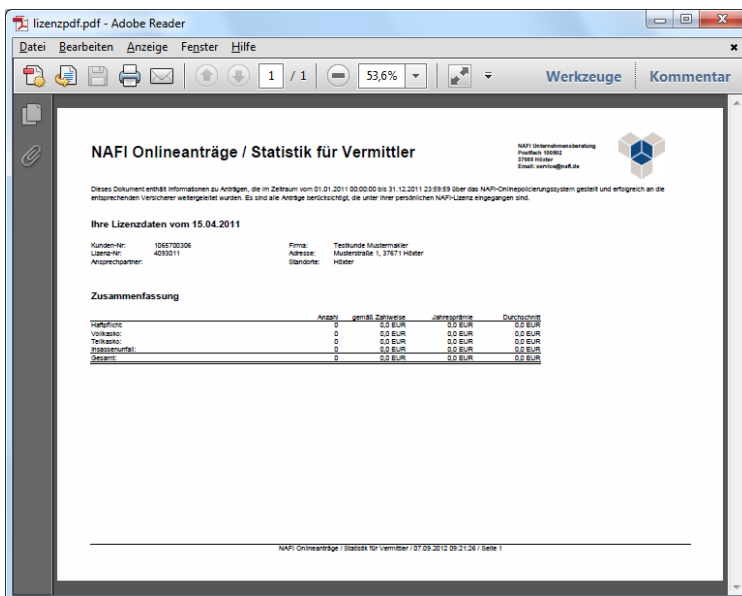 lizenzpdf.pdf - Adobe Reader
Datei Bearbeiten Anzeige Fenster Hilfe
1 / 1 53,6% Werkzeuge Kommentar
NAFI Onlineanträge / Statistik für Vermittler
NAFI Unternehmensberatung
Postfach 100802
37688 Höxter
Email: service@nafi.de
Dieses Dokument enthält Informationen zu Anträgen, die im Zeitraum vom 01.01.2011 00:00:00 bis 31.12.2011 23:59:59 über das NAFI-Onlinepolicierungssystem gestellt und erfolgreich an die
entsprechenden Versicherer weitergeleitet wurden. Es sind alle Anträge berücksichtigt, die unter Ihrer persönlichen NAFI-Lizenz eingegangen sind.
Ihre Lizenzdaten vom 15.04.2011
Kunden-Nr: 1065700306 Firma: Testkunde Mustermakler
Lizenz-Nr: 4093011 Adresse: Musterstraße 1, 37671 Höxter
Ansprechpartner: Standorte: Höxter
Zusammenfassung
Anzahl gemäß Zahlweise Jahresprämie Durchschnitt
Haftpflicht: 0 0,0 EUR 0,0 EUR 0,0 EUR
Vollkasko: 0 0,0 EUR 0,0 EUR 0,0 EUR
Teilkasko: 0 0,0 EUR 0,0 EUR 0,0 EUR
Insassenunfall: 0 0,0 EUR 0,0 EUR 0,0 EUR
Gesamt: 0 0,0 EUR 0,0 EUR 0,0 EUR
NAFI Onlineanträge / Statistik für Vermittler / 07.09.2012 09:21:26 / Seite 1